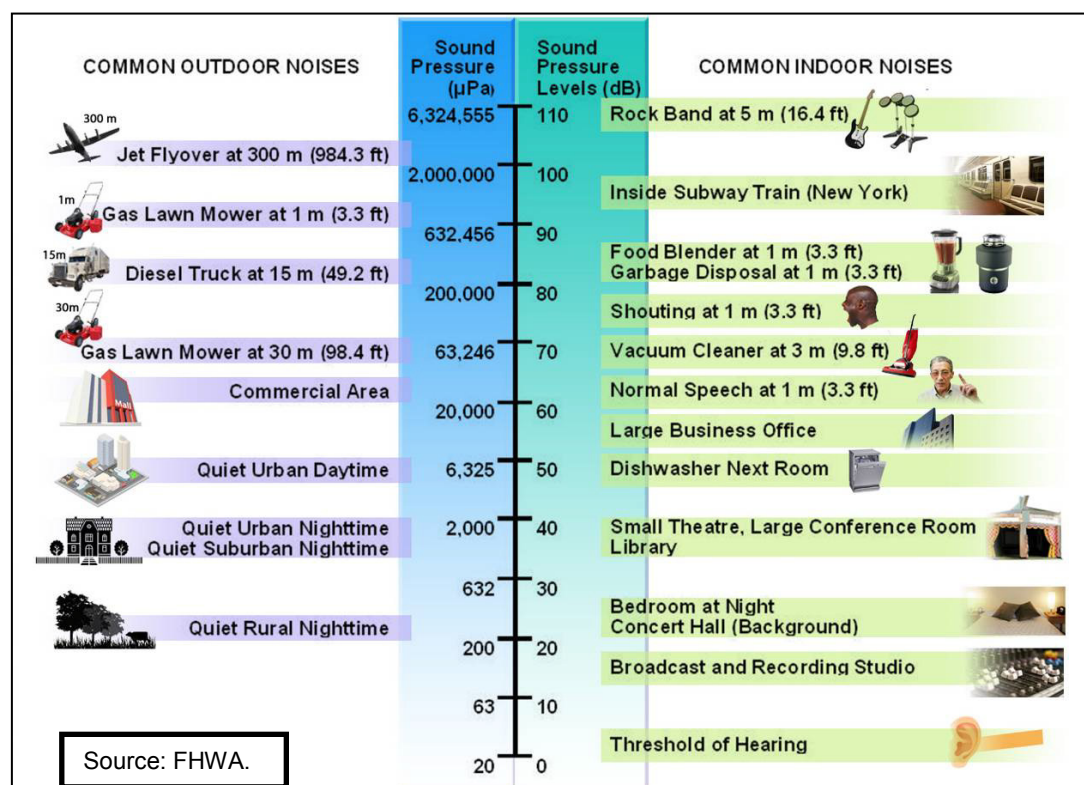 COMMON OUTDOOR NOISES
Sound
Pressure
(µPa)
Sound
Pressure
Levels (dB)
COMMON INDOOR NOISES
6,324,555
110
Rock Band at 5 m (16.4 ft)
300 m
Jet Flyover at 300 m (984.3 ft)
2,000,000
100
Inside Subway Train (New York)
1m
Gas Lawn Mower at 1 m (3.3 ft)
632,456
90
Food Blender at 1 m (3.3 ft)
Garbage Disposal at 1 m (3.3 ft)
15m
Diesel Truck at 15 m (49.2 ft)
200,000
80
Shouting at 1 m (3.3 ft)
30m
Gas Lawn Mower at 30 m (98.4 ft)
63,246
70
Vacuum Cleaner at 3 m (9.8 ft)
Mall
Commercial Area
Normal Speech at 1 m (3.3 ft)
20,000
60
Large Business Office
Quiet Urban Daytime
6,325
50
Dishwasher Next Room
Quiet Urban Nighttime
Quiet Suburban Nighttime
2,000
40
Small Theatre, Large Conference Room
Library
632
30
Bedroom at Night
Concert Hall (Background)
Quiet Rural Nighttime
200
20
Broadcast and Recording Studio
63
10
Threshold of Hearing
20
0
Source: FHWA.